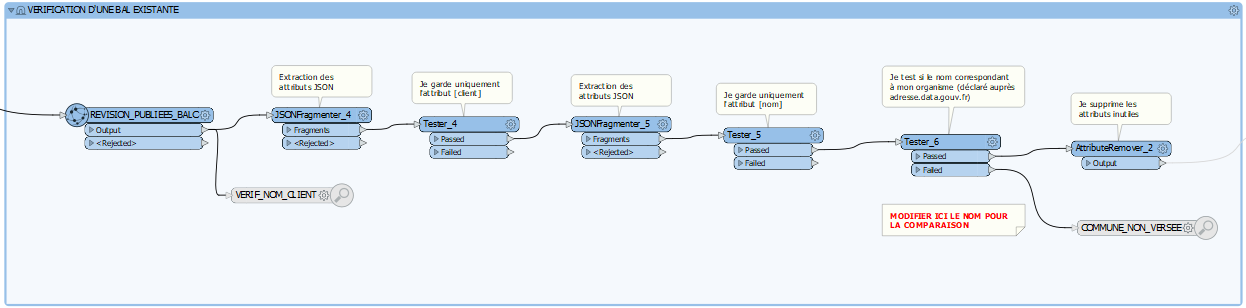 VERIFICATION D'UNE BAL EXISTANTE
Extraction des
attributs JSON
Je garde uniquement
l'attribut [client]
Extraction des
attributs JSON
Je garde uniquement
l'attribut [nom]
Je test si le nom correspondant
à mon organisme (déclaré auprès
adresse.data.gouv.fr)
Je supprime les
attributs inutiles
REVISION_PUBLIEES_BALC
Output
<Rejected>
JSONFragmenter_4
Fragments
<Rejected>
Tester_4
Passed
Failed
JSONFragmenter_5
Fragments
<Rejected>
Tester_5
Passed
Failed
Tester_6
Passed
Failed
AttributeRemover_2
Output
VERIF_NOM_CLIENT
MODIFIER ICI LE NOM POUR
LA COMPARAISON
COMMUNE_NON_VERSEE